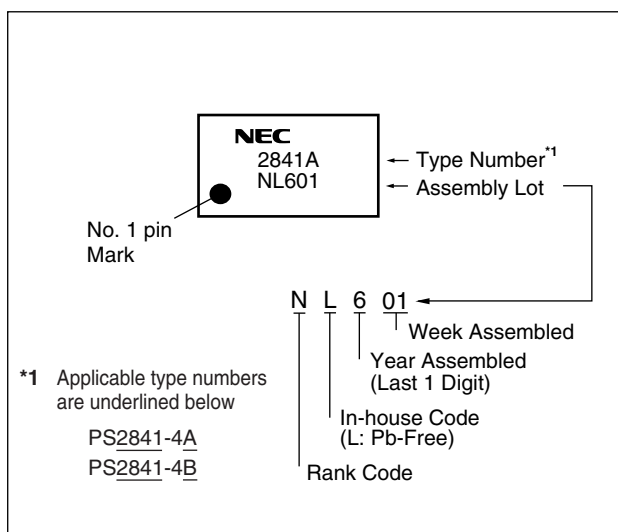 NEC
2841A
NL601
Type Number*1
Assembly Lot
No. 1 pin
Mark
N L 6 01
Week Assembled
Year Assembled
(Last 1 Digit)
In-house Code
(L: Pb-Free)
Rank Code
*1 Applicable type numbers
are underlined below
PS2841-4A
PS2841-4B